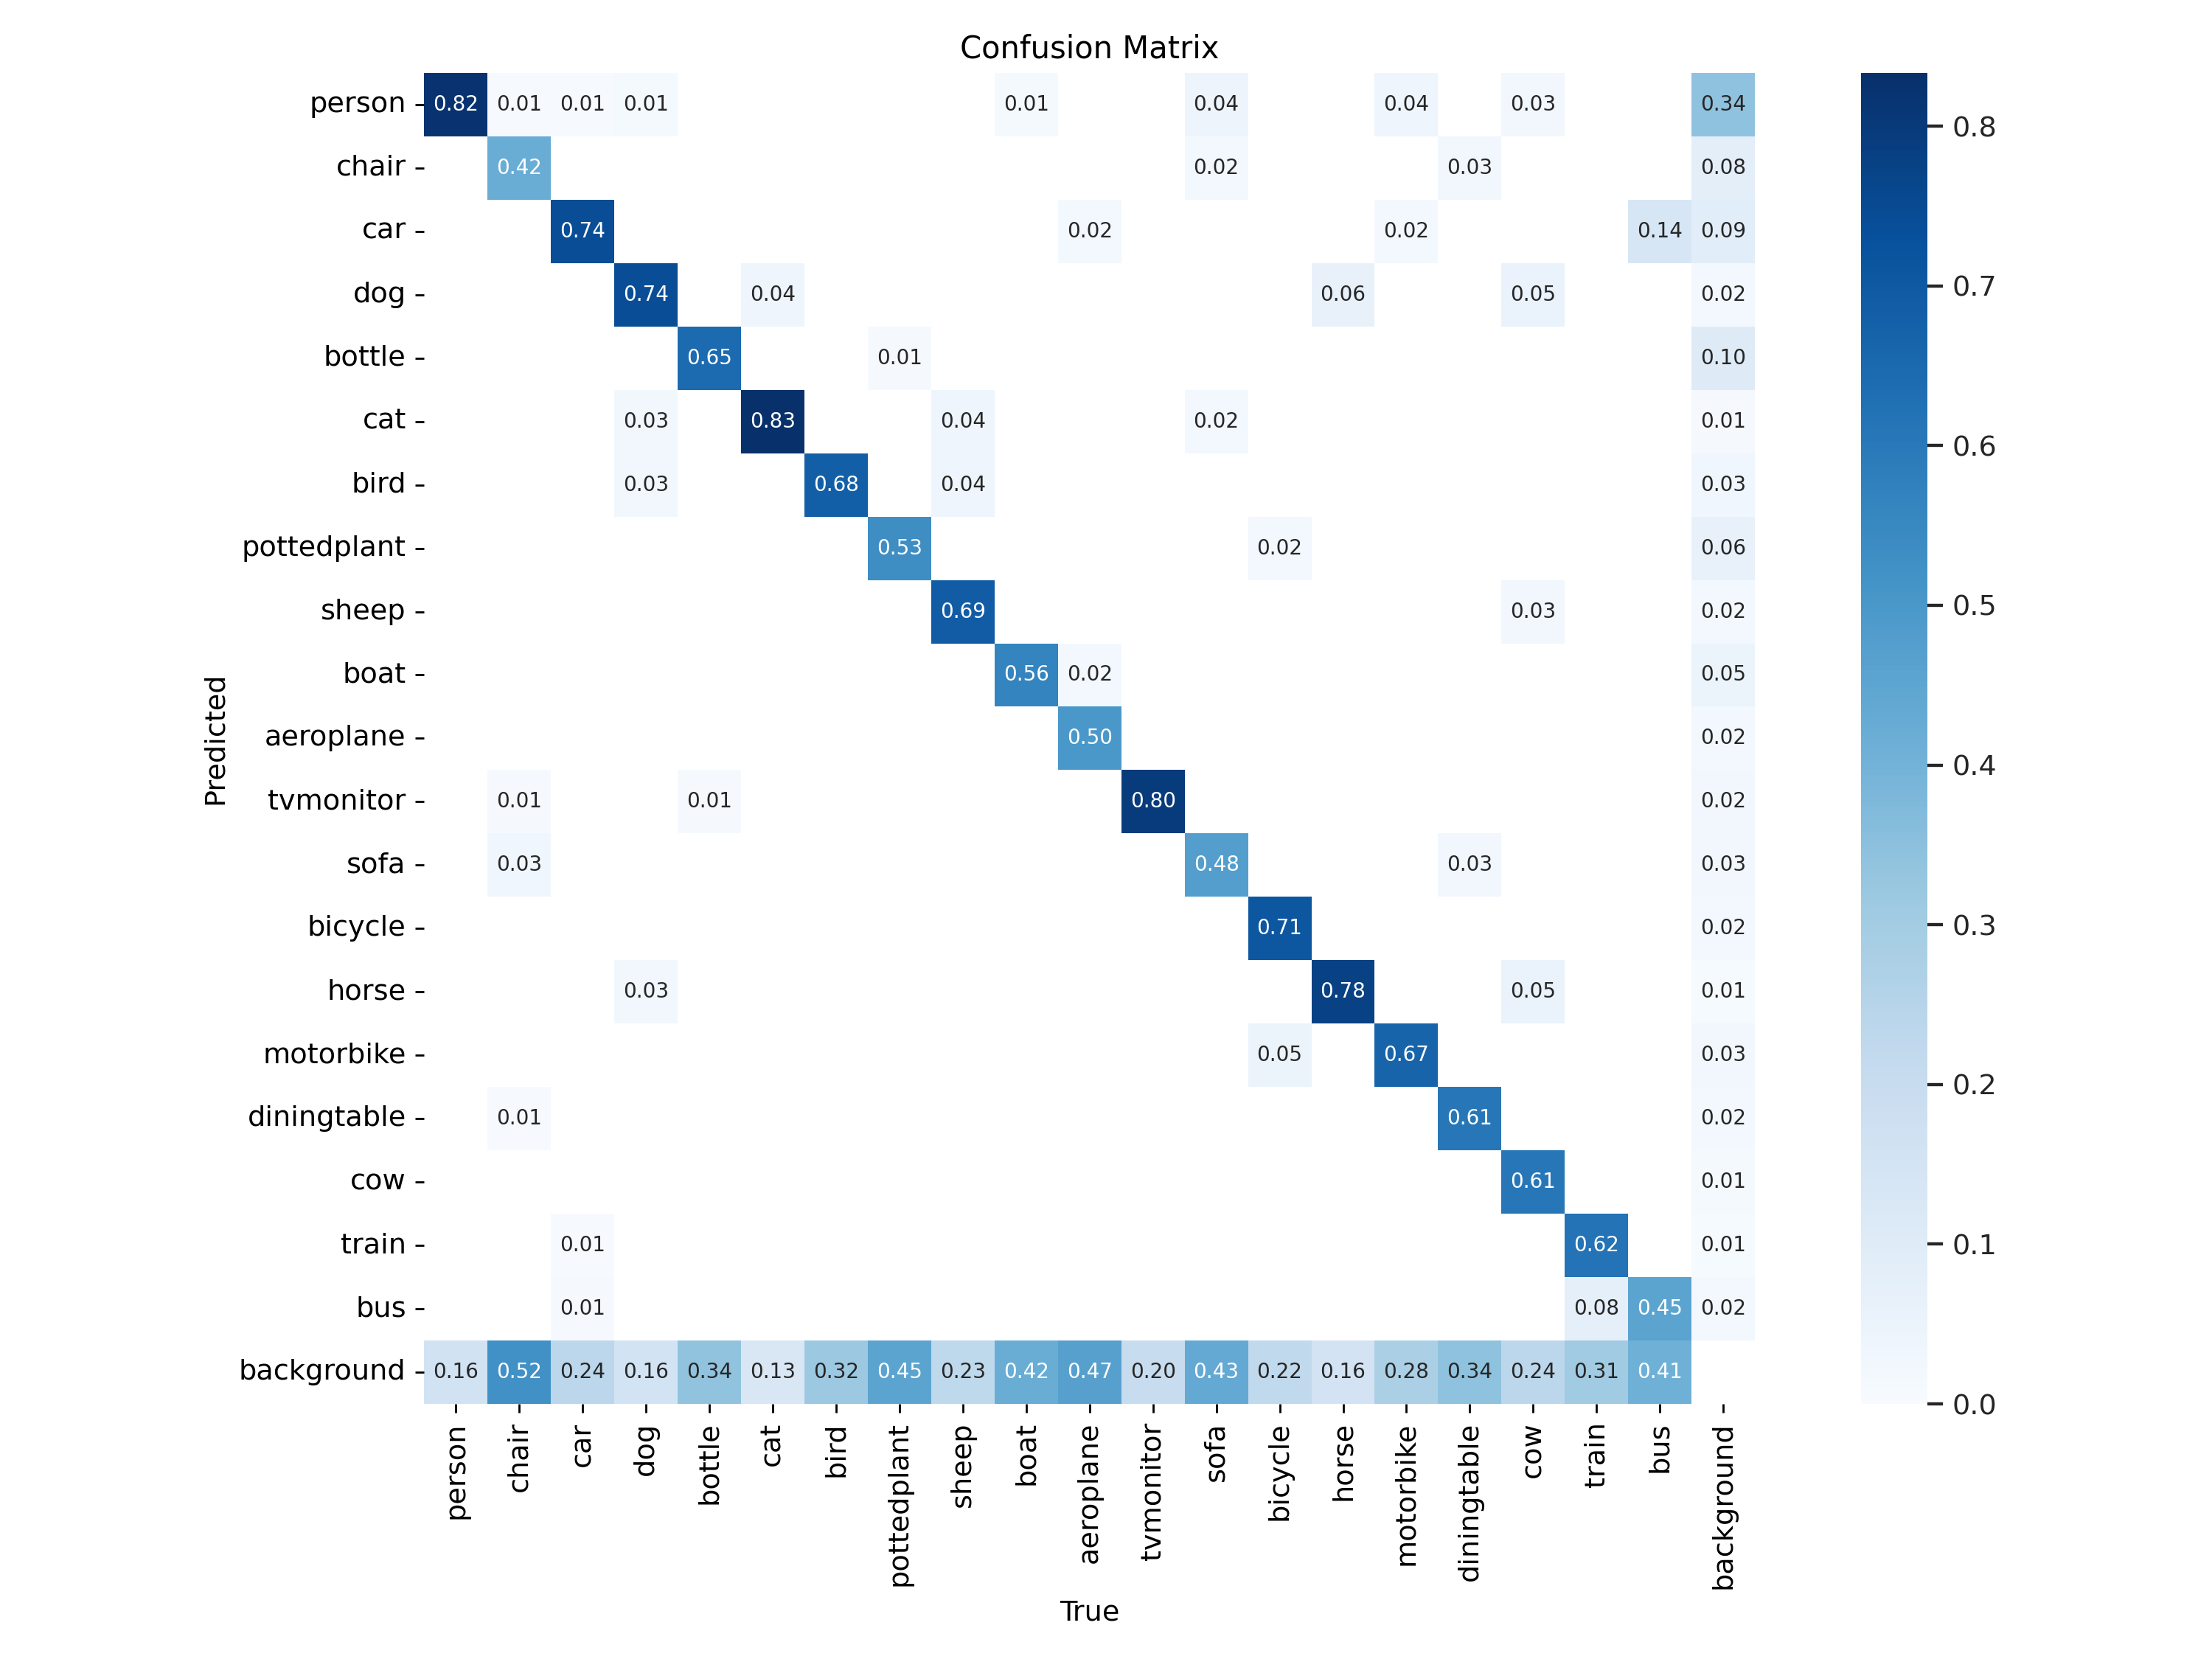 Confusion Matrix
person 0.82 0.01 0.01 0.01 0.01 0.04 0.04 0.03 0.34
chair 0.42 0.02 0.03 0.08
car 0.74 0.02 0.02 0.14 0.09
dog 0.74 0.04 0.06 0.05 0.02
bottle 0.65 0.01 0.10
cat 0.03 0.83 0.04 0.02 0.01
bird 0.03 0.68 0.04 0.03
pottedplant 0.53 0.02 0.06
sheep 0.69 0.03 0.02
boat 0.56 0.02 0.05
aeroplane 0.50 0.02
tvmonitor 0.01 0.01 0.80 0.02
sofa 0.03 0.48 0.03 0.03
bicycle 0.71 0.02
horse 0.03 0.78 0.05 0.01
motorbike 0.05 0.67 0.03
diningtable 0.01 0.61 0.02
cow 0.61 0.01
train 0.01 0.62 0.01
bus 0.01 0.08 0.45 0.02
background 0.16 0.52 0.24 0.16 0.34 0.13 0.32 0.45 0.23 0.42 0.47 0.20 0.43 0.22 0.16 0.28 0.34 0.24 0.31 0.41
Predicted
person chair car dog bottle cat bird pottedplant sheep boat aeroplane tvmonitor sofa bicycle horse motorbike diningtable cow train bus background
True
0.8
0.7
0.6
0.5
0.4
0.3
0.2
0.1
0.0